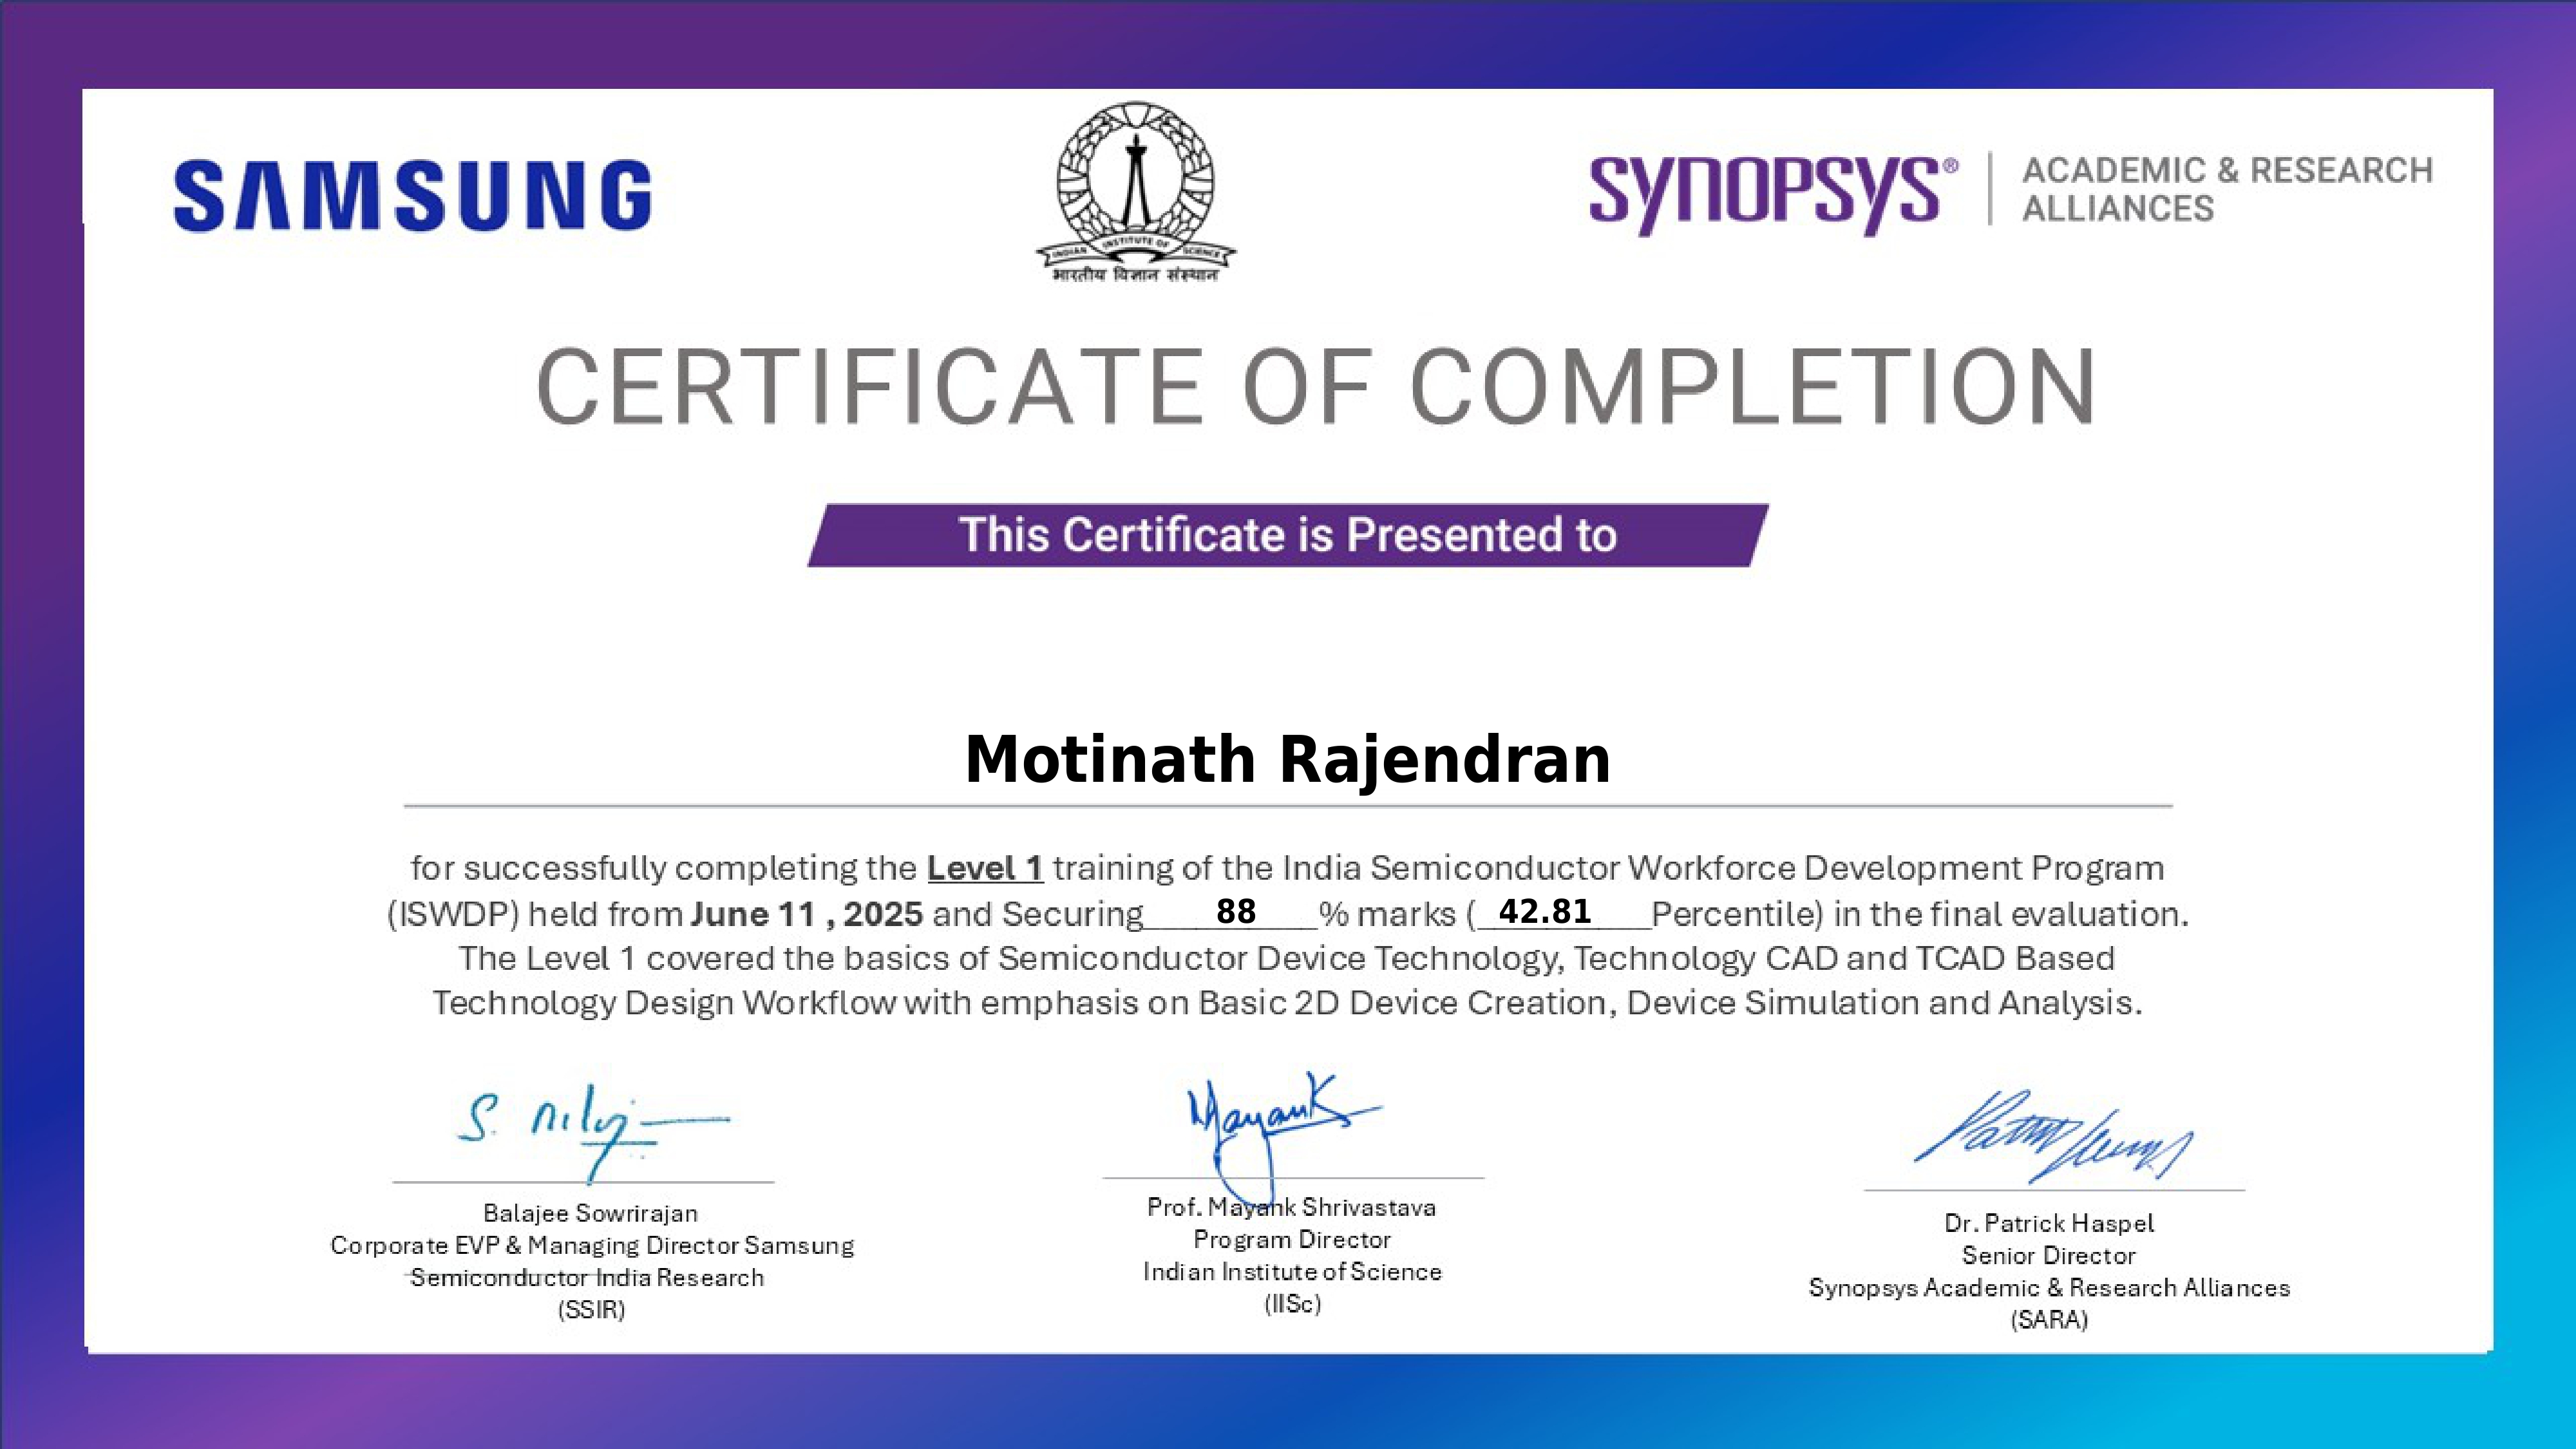 SAMSUNG
INDIAN INSTITUTE OF SCIENCE
भारतीय विज्ञान संस्थान
SYNOPSYS®
ACADEMIC & RESEARCH
ALLIANCES
CERTIFICATE OF COMPLETION
This Certificate is Presented to
Motinath Rajendran
for successfully completing the Level 1 training of the India Semiconductor Workforce Development Program
(ISWDP) held from June 11 , 2025 and Securing 88 % marks ( 42.81 Percentile) in the final evaluation.
The Level 1 covered the basics of Semiconductor Device Technology, Technology CAD and TCAD Based
Technology Design Workflow with emphasis on Basic 2D Device Creation, Device Simulation and Analysis.
Mayank
Balajee Sowrirajan
Corporate EVP & Managing Director Samsung
Semiconductor India Research
(SSIR)
Prof. Mayank Shrivastava
Program Director
Indian Institute of Science
(IISc)
Dr. Patrick Haspel
Senior Director
Synopsys Academic & Research Alliances
(SARA)